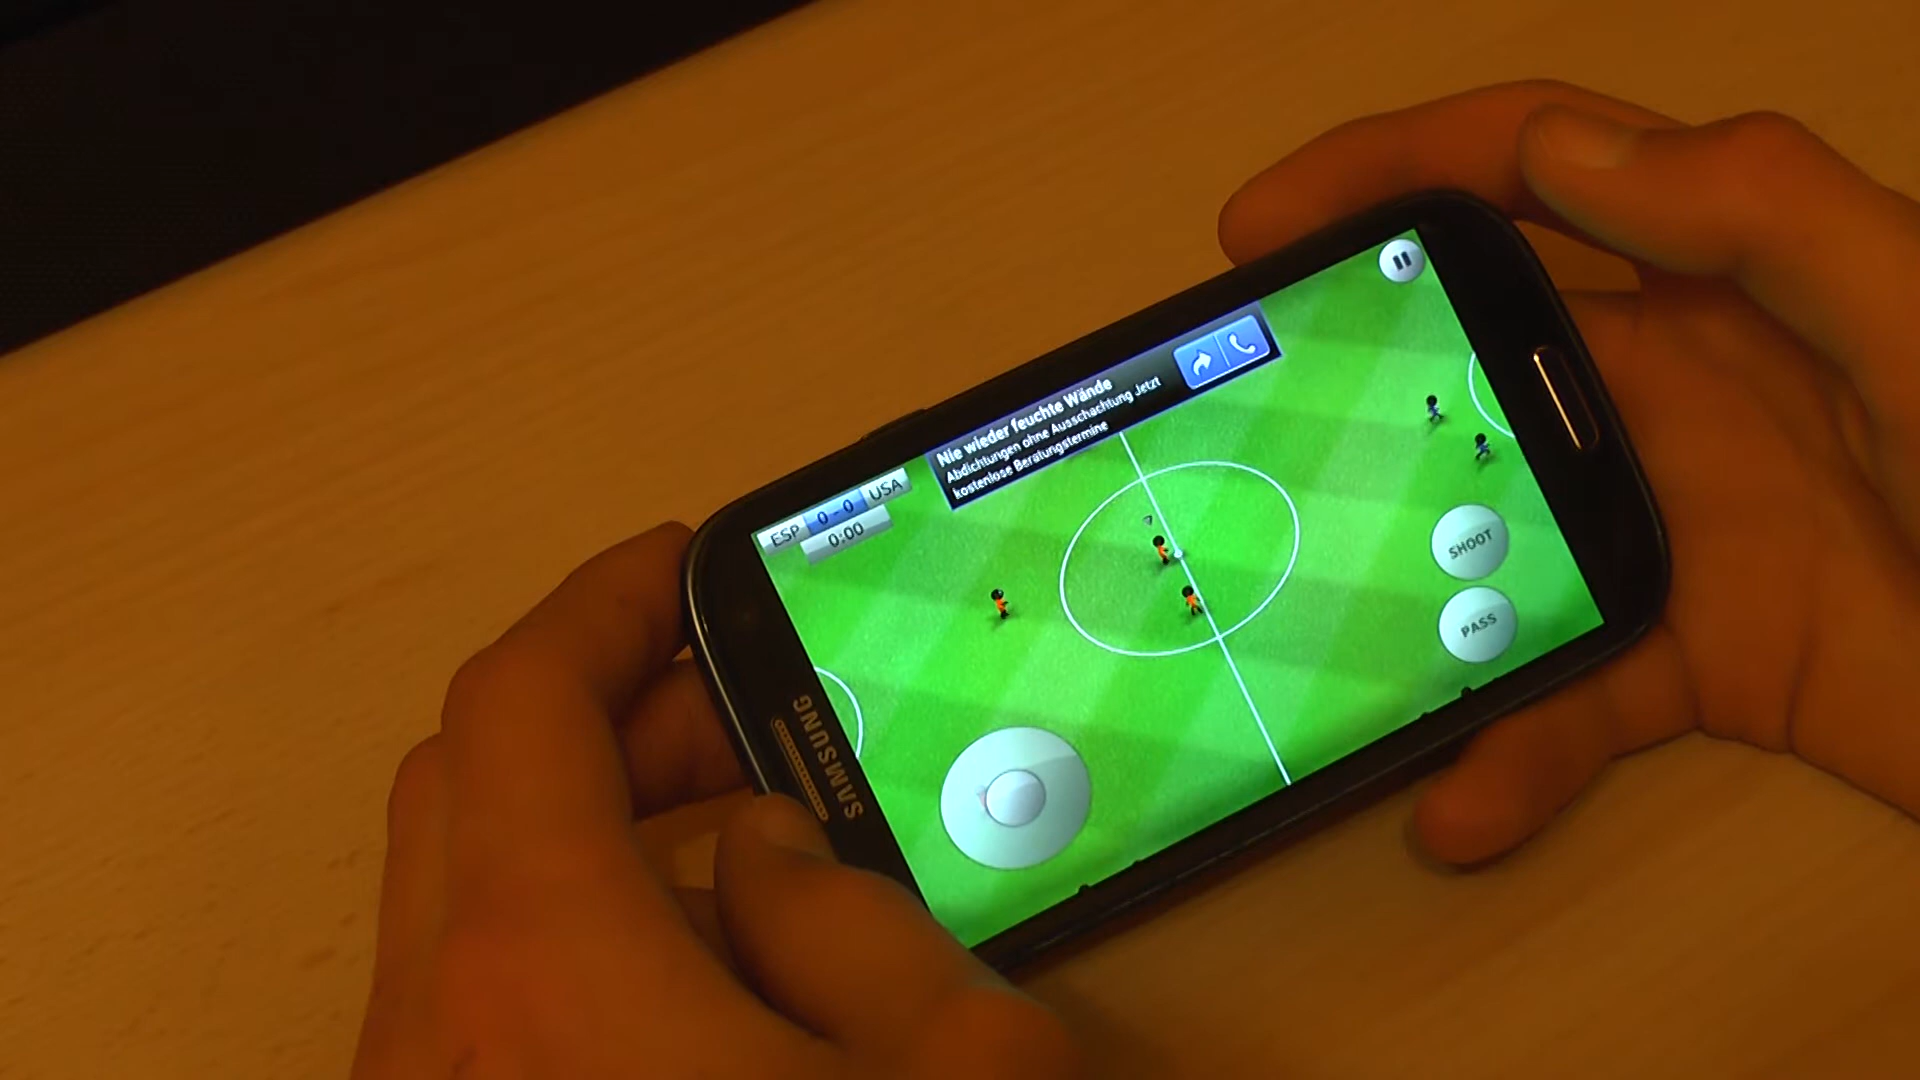 Nie wieder feuchte Wände
Abdichtungen ohne Ausschachtung Jetzt
kostenlose Beratungstermine
ESP 0 - 0 USA
0:00
SHOOT
PASS
SAMSUNG